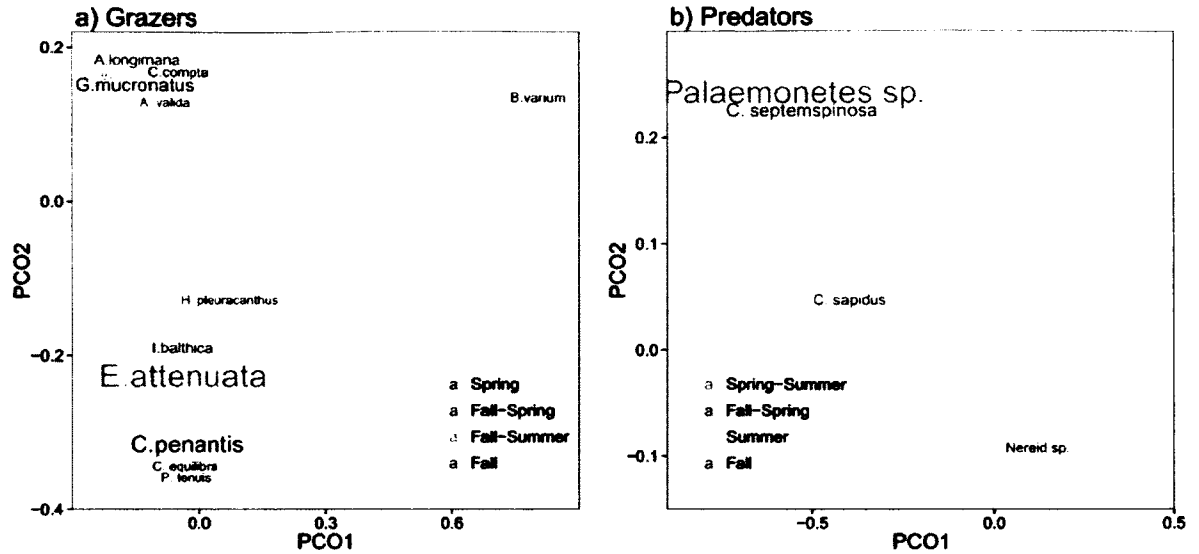 a) Grazers
0.2
0.0
−0.2
−0.4
PCO2
A.longimana
C.compta
G.mucronatus
A. valida
B.varium
H. pleuracanthus
I.balthica
E.attenuata
C.penantis
C. equilibra
P. tenuis
a Spring
a Fall−Spring
a Fall−Summer
a Fall
0.0 0.3 0.6
PCO1
b) Predators
0.2
0.1
0.0
−0.1
PCO2
Palaemonetes sp.
C. septemspinosa
C. sapidus
a Spring−Summer
a Fall−Spring
Summer
a Fall
Nereid sp.
−0.5 0.0 0.5
PCO1